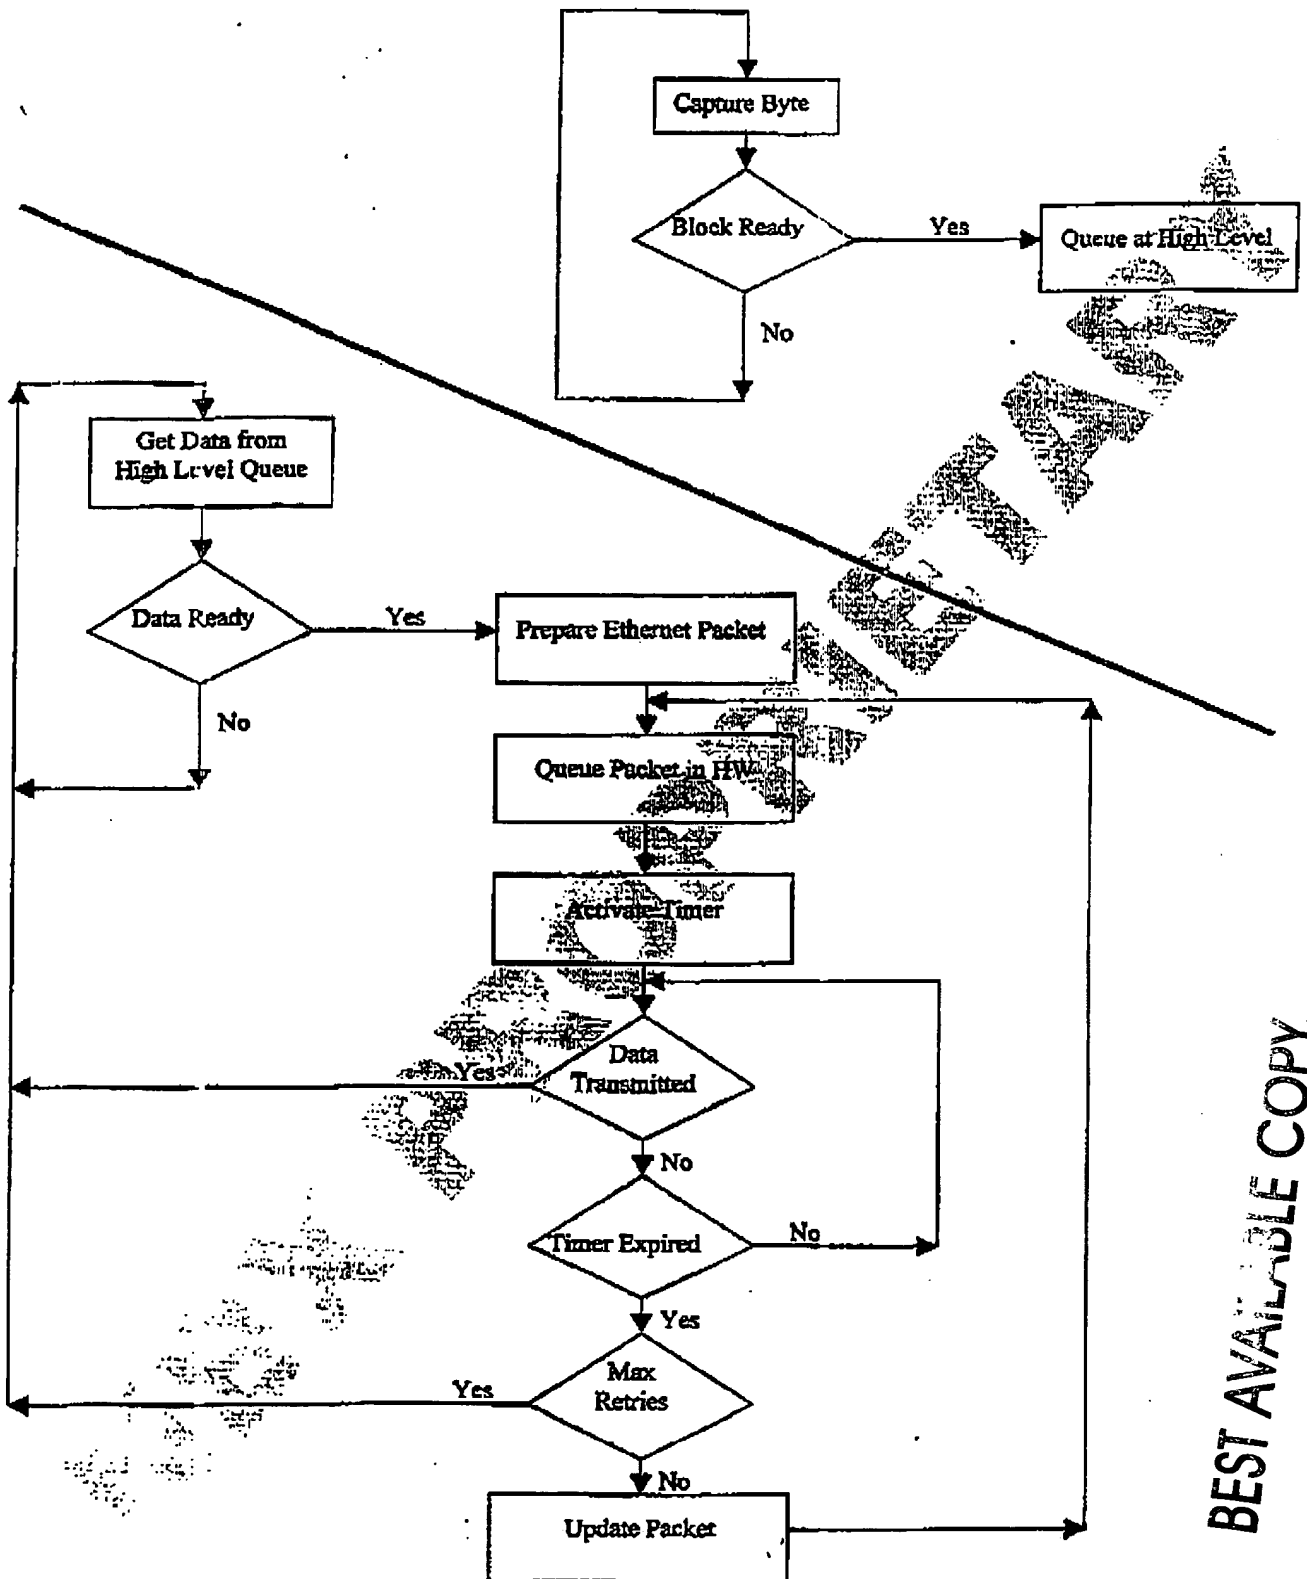 Capture Byte
Block Ready
Yes
Queue at High Level
No
Get Data from
High Level Queue
Data Ready
Yes
Prepare Ethernet Packet
No
Queue Packet in HW
Activate Timer
Data
Transmitted
Yes
No
Timer Expired
No
Yes
Max
Retries
Yes
No
Update Packet
BEST AVAILABLE COPY
PROPRIETARY